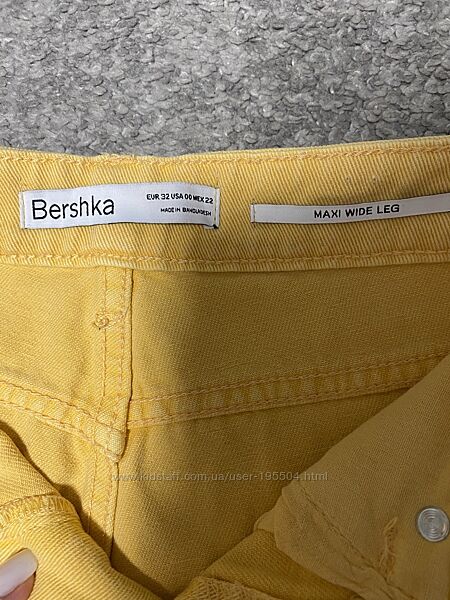 Bershka
EUR 32 USA 00 MEX 22
MADE IN BANGLADESH
MAXI WIDE LEG
www.kidstaff.com.ua/user-195504.html